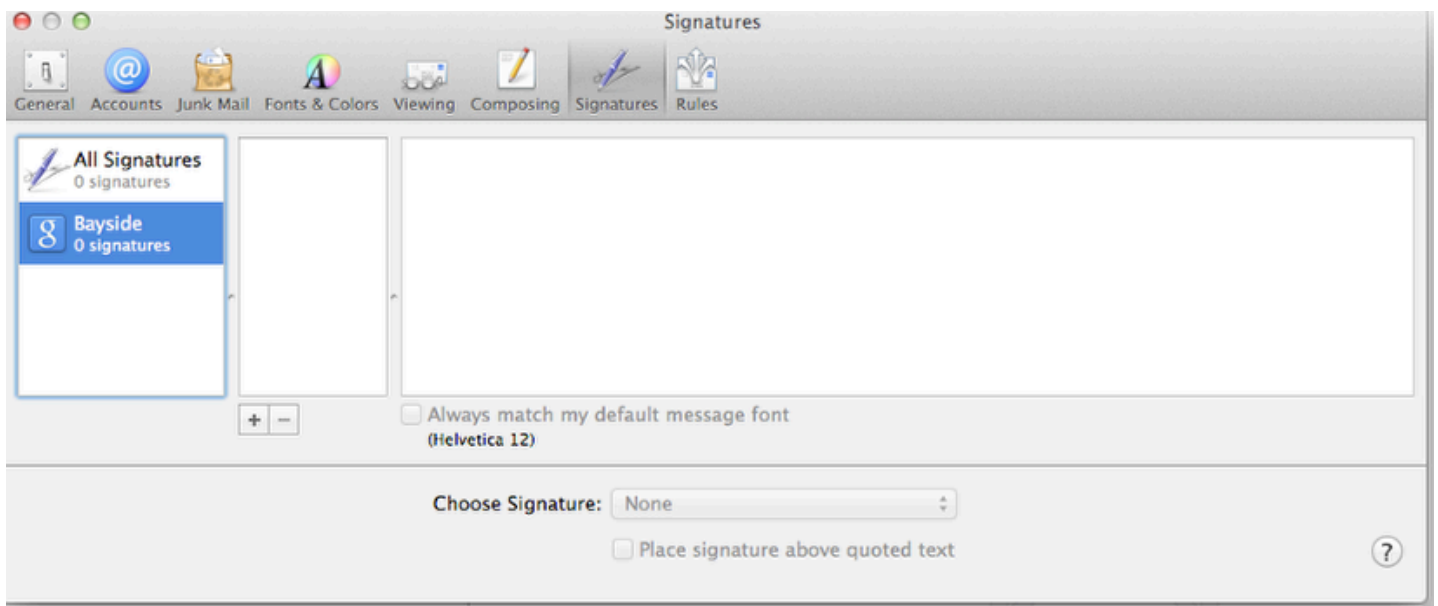 Signatures
General Accounts Junk Mail Fonts & Colors Viewing Composing Signatures Rules
All Signatures
0 signatures
g Bayside
0 signatures
+ −
Always match my default message font
(Helvetica 12)
Choose Signature: None
Place signature above quoted text
?